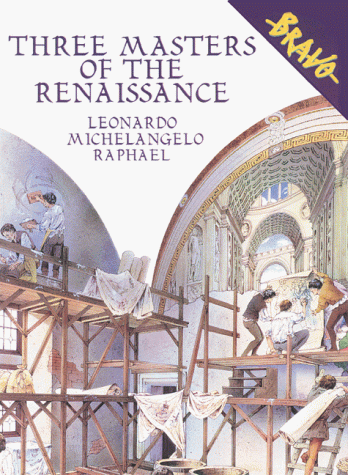 BRAVO
THREE MASTERS
OF THE
RENAISSANCE
LEONARDO
MICHELANGELO
RAPHAEL